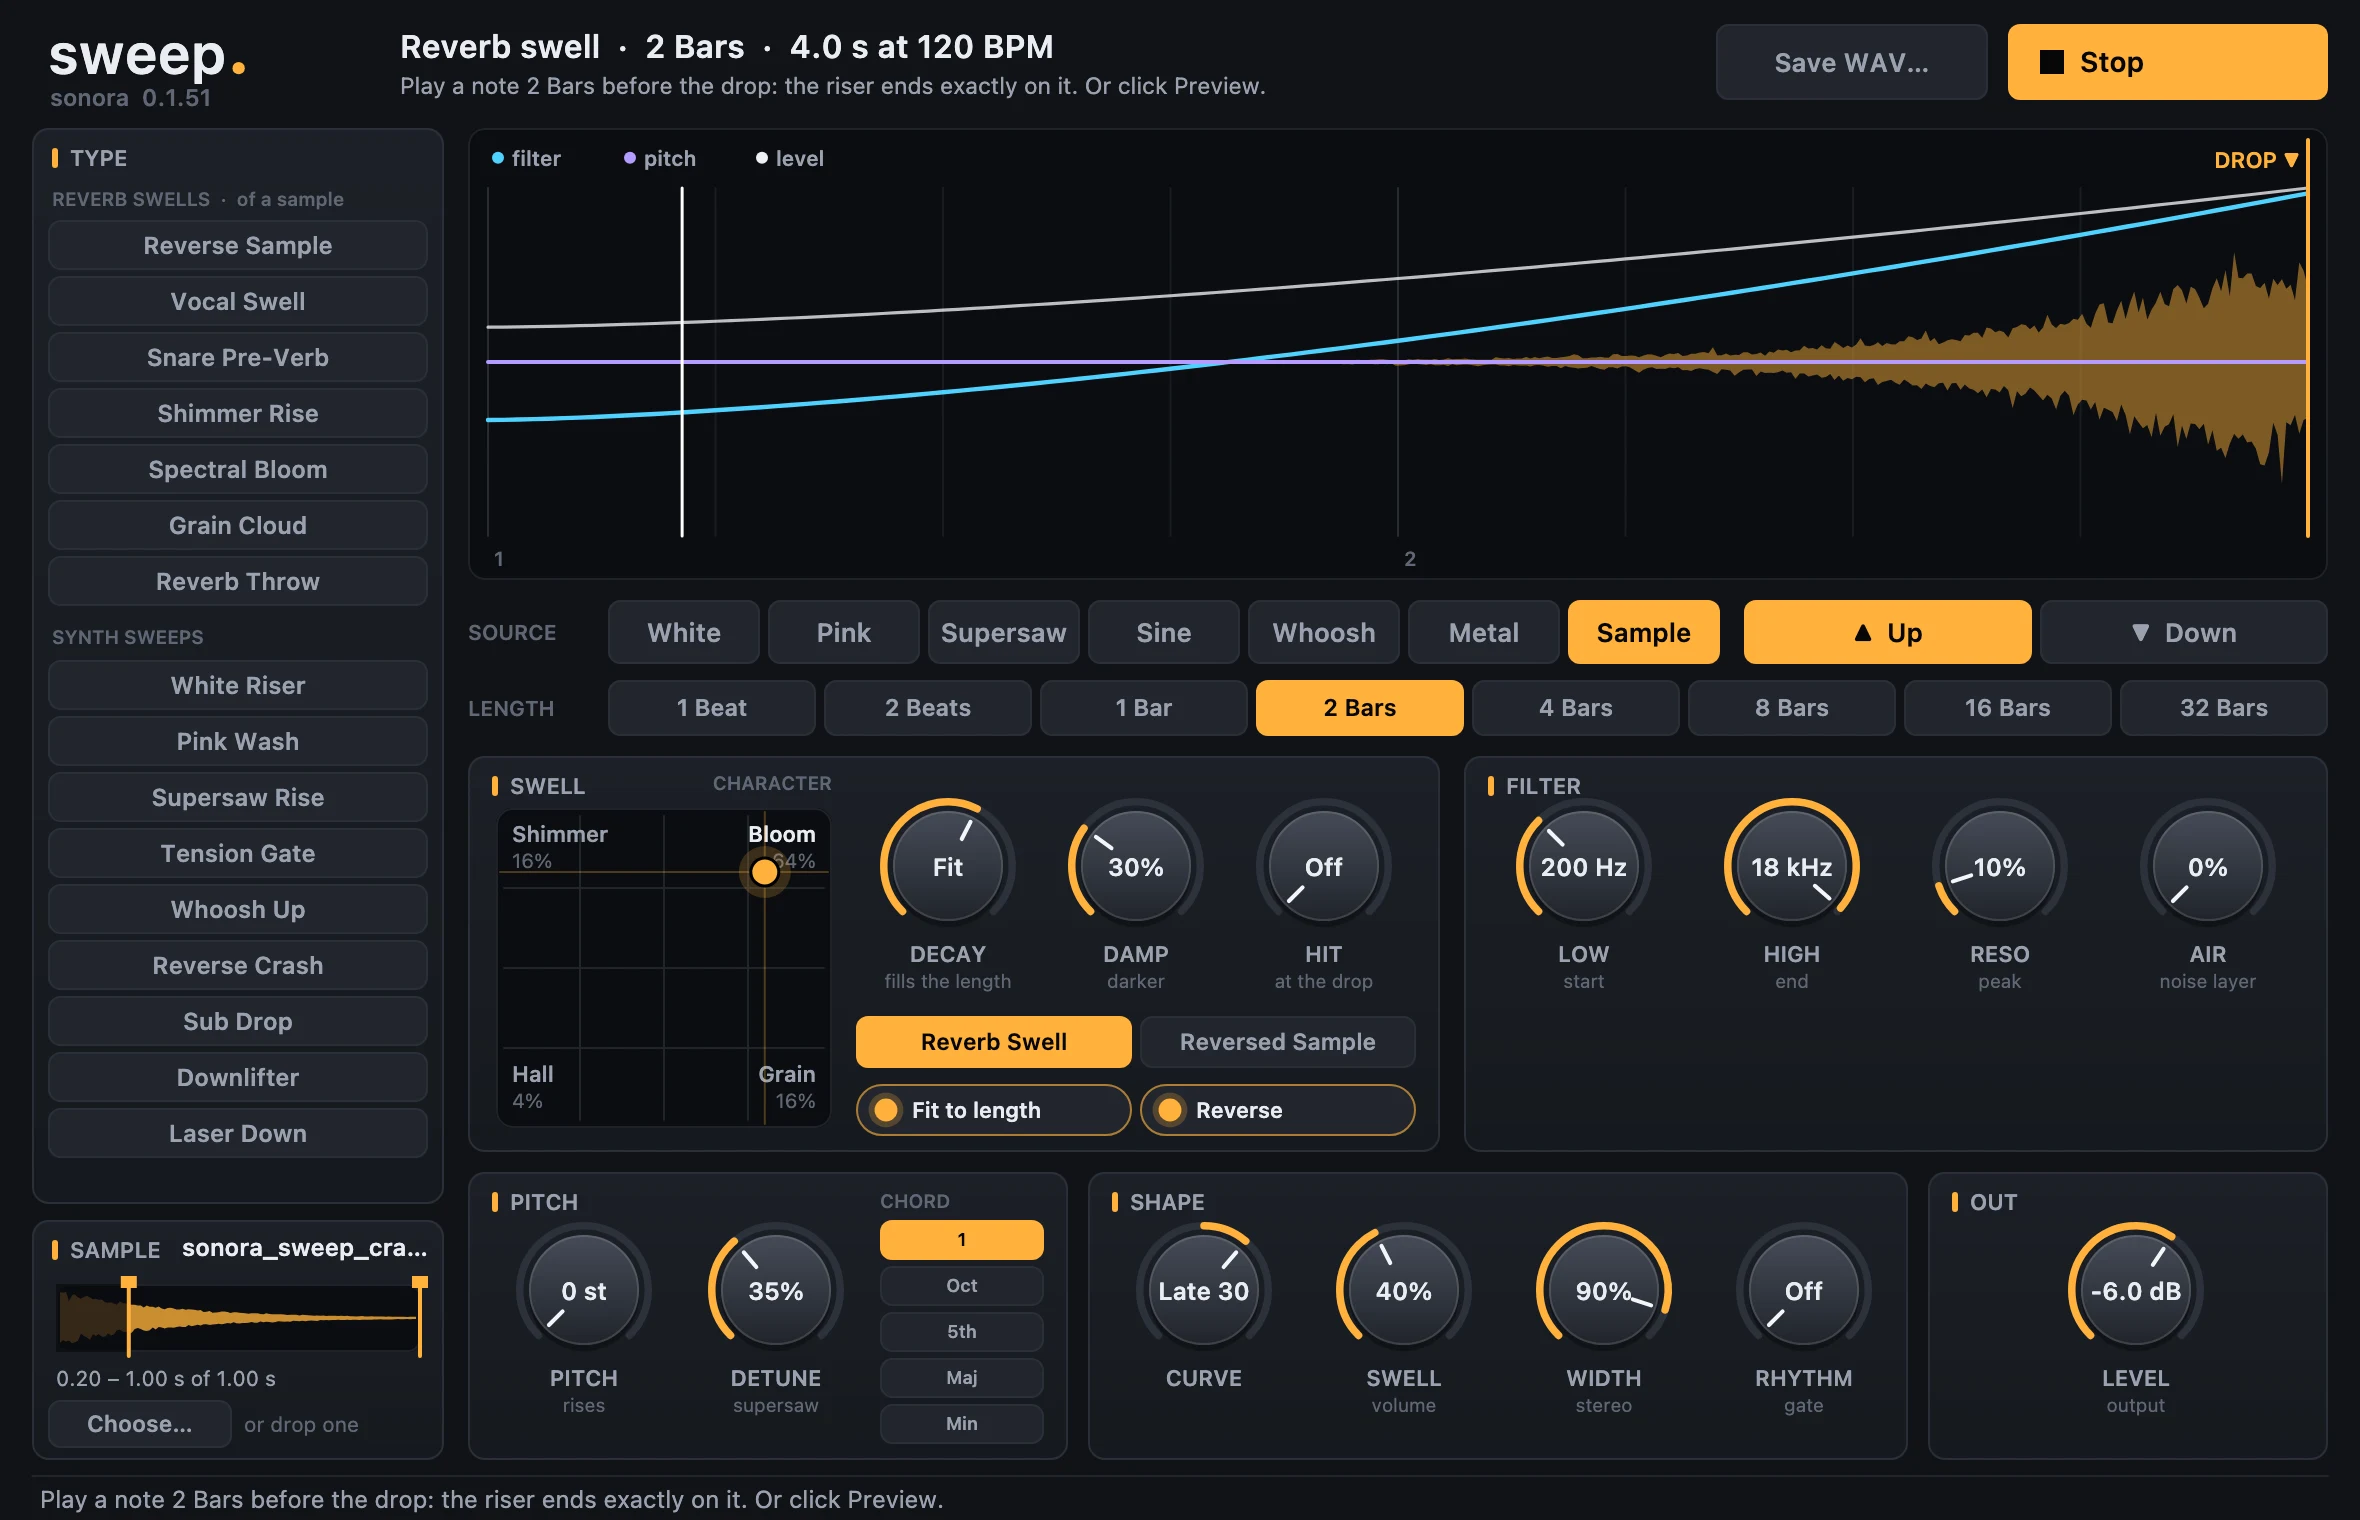 sweep.
sonora 0.1.51
Reverb swell · 2 Bars · 4.0 s at 120 BPM
Play a note 2 Bars before the drop: the riser ends exactly on it. Or click Preview.
Save WAV...
Stop
TYPE
REVERB SWELLS · of a sample
Reverse Sample
Vocal Swell
Snare Pre-Verb
Shimmer Rise
Spectral Bloom
Grain Cloud
Reverb Throw
SYNTH SWEEPS
White Riser
Pink Wash
Supersaw Rise
Tension Gate
Whoosh Up
Reverse Crash
Sub Drop
Downlifter
Laser Down
SAMPLE sonora_sweep_cra...
0.20 – 1.00 s of 1.00 s
Choose... or drop one
filter pitch level
DROP ▼
1 2
SOURCE White Pink Supersaw Sine Whoosh Metal Sample ▲ Up ▼ Down
LENGTH 1 Beat 2 Beats 1 Bar 2 Bars 4 Bars 8 Bars 16 Bars 32 Bars
SWELL CHARACTER
Shimmer Bloom
16% 64%
Hall Grain
4% 16%
Fit 30% Off
DECAY DAMP HIT
fills the length darker at the drop
Reverb Swell Reversed Sample
Fit to length Reverse
FILTER
200 Hz 18 kHz 10% 0%
LOW HIGH RESO AIR
start end peak noise layer
PITCH
0 st 35%
PITCH DETUNE
rises supersaw
CHORD
1
Oct
5th
Maj
Min
SHAPE
Late 30 40% 90% Off
CURVE SWELL WIDTH RHYTHM
volume stereo gate
OUT
-6.0 dB
LEVEL
output
Play a note 2 Bars before the drop: the riser ends exactly on it. Or click Preview.